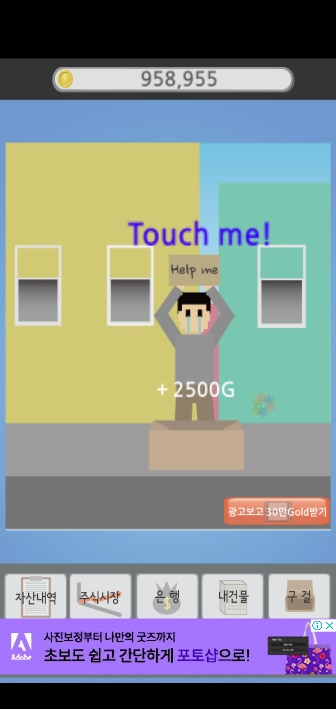 958,955
Touch me!
Help me
+2500G
광고보고 30만Gold받기
자산내역
주식시장
은 행
내건물
구 걸
사진보정부터 나만의 굿즈까지
초보도 쉽고 간단하게 포토샵으로!
Adobe